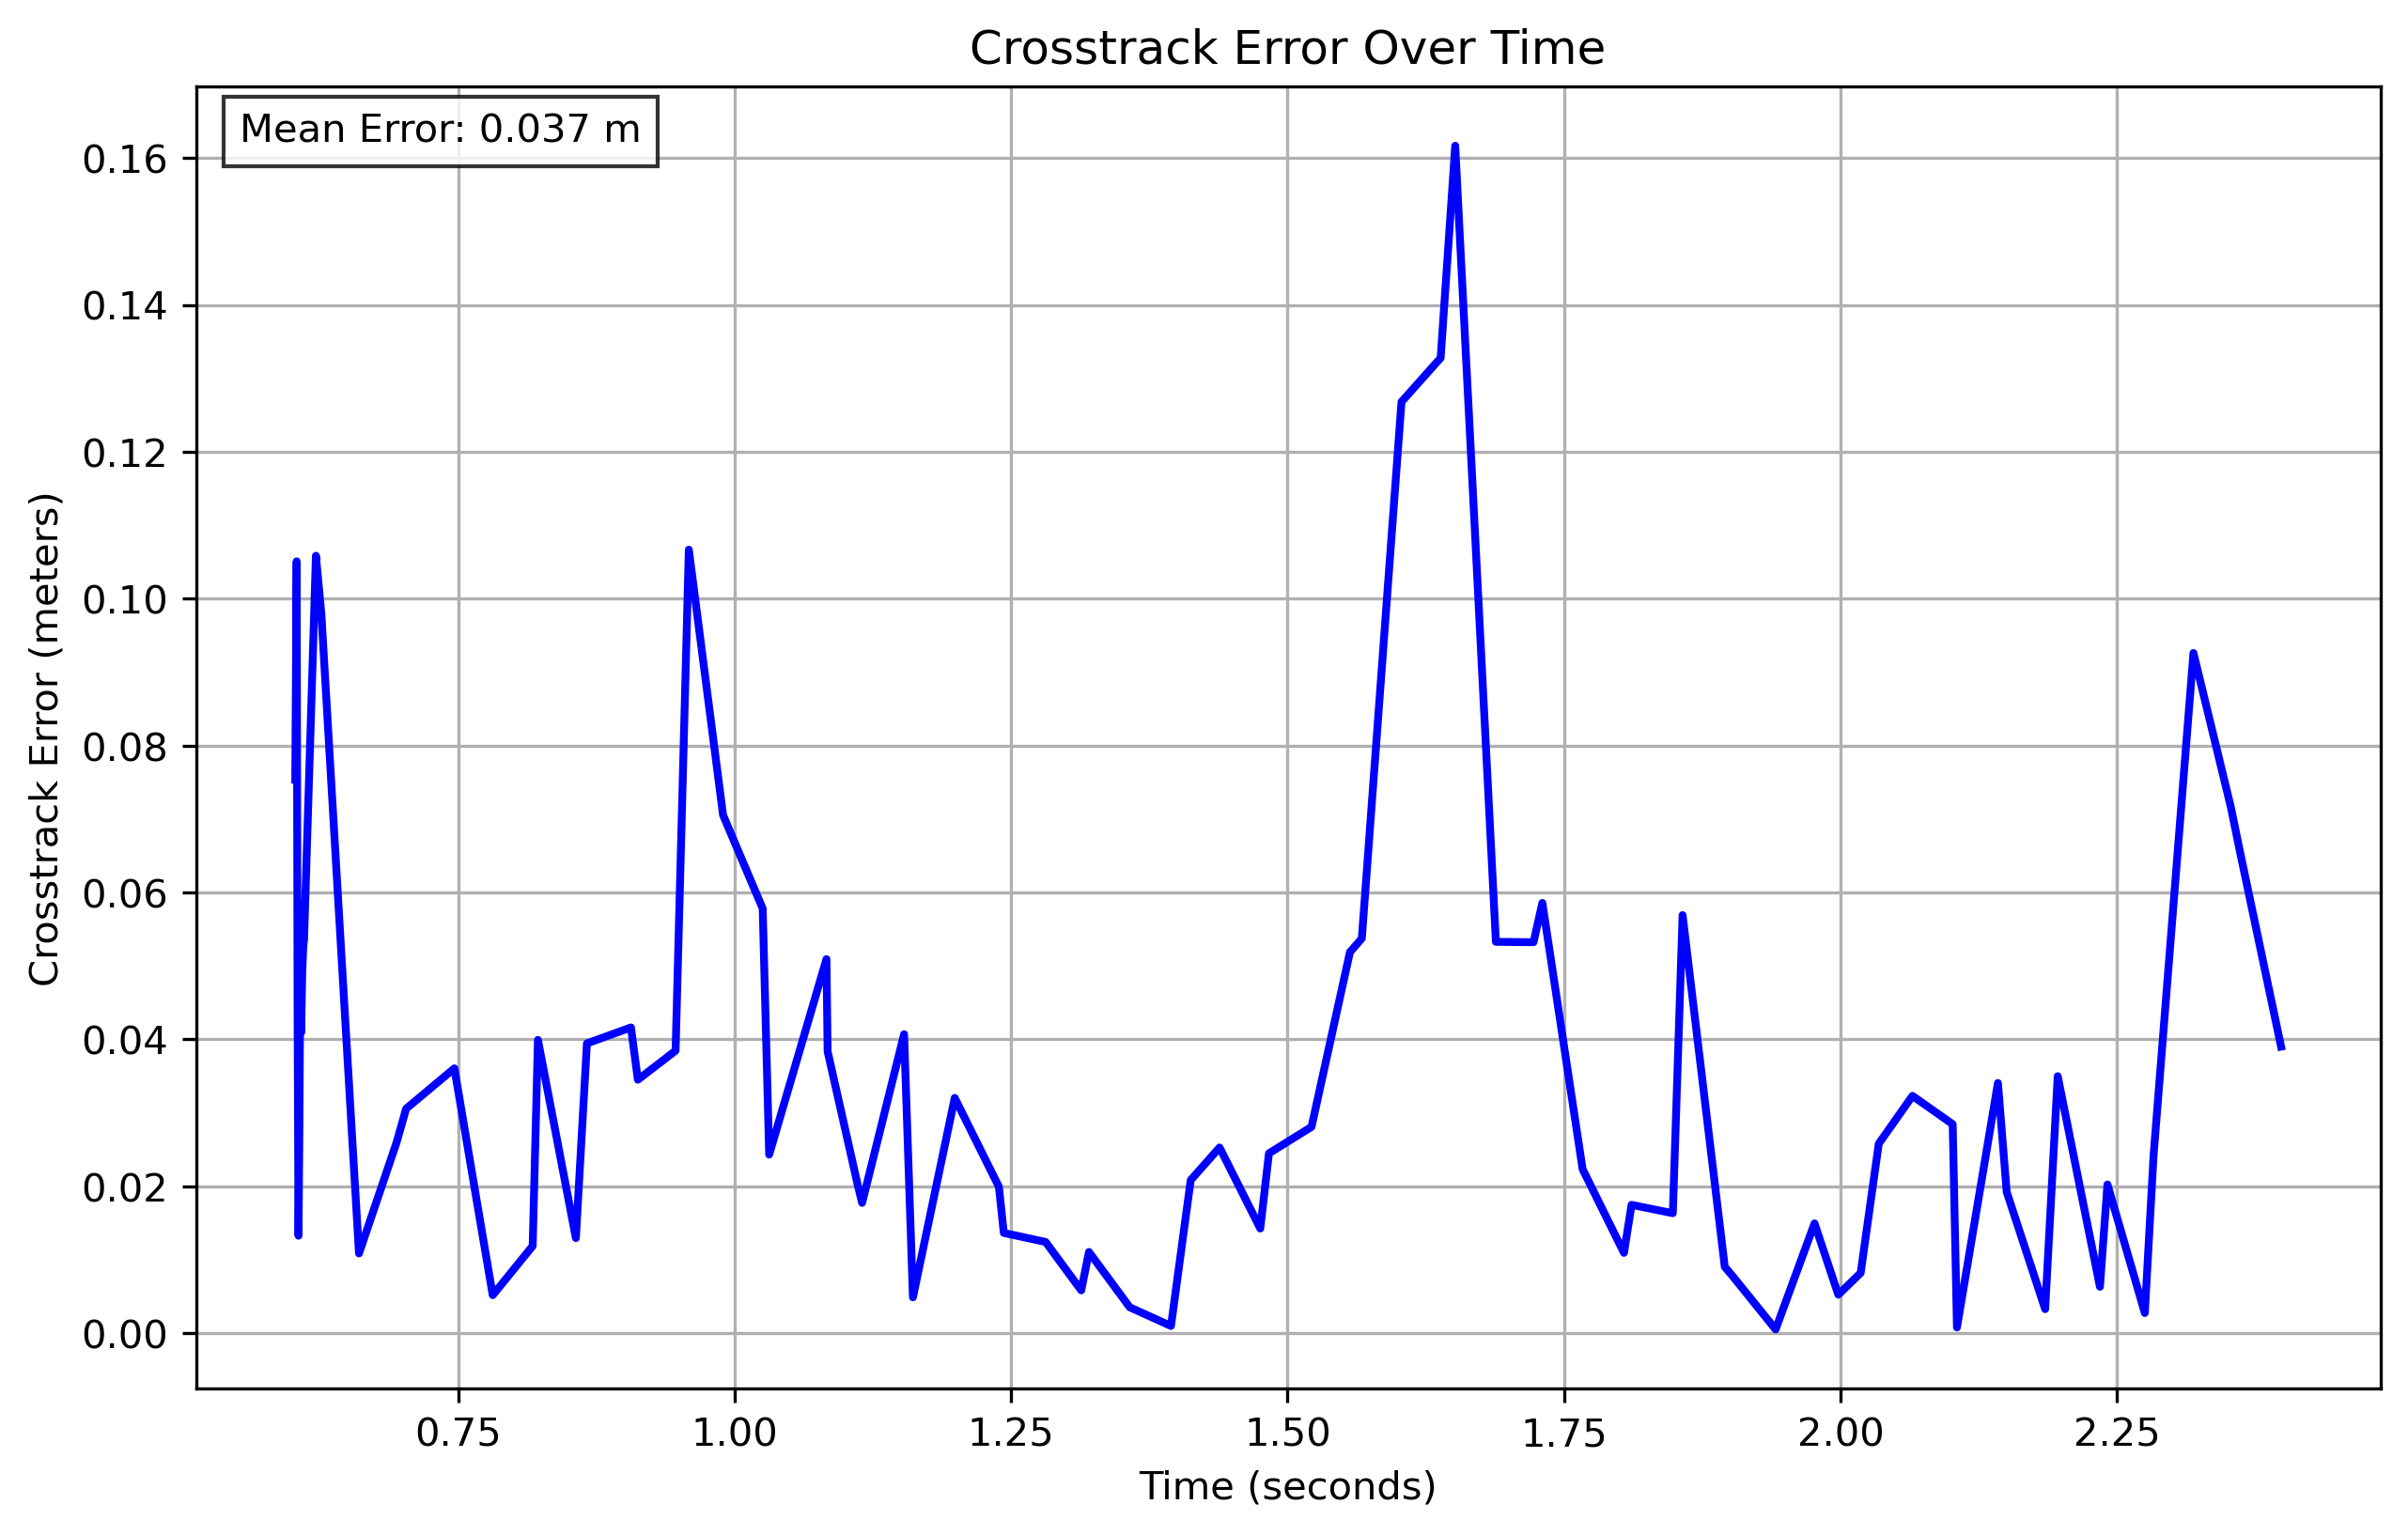 Crosstrack Error Over Time
Mean Error: 0.037 m
Crosstrack Error (meters)
0.16
0.14
0.12
0.10
0.08
0.06
0.04
0.02
0.00
0.75 1.00 1.25 1.50 1.75 2.00 2.25
Time (seconds)